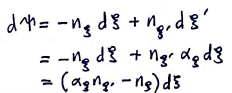 dψ = -n_ξ dξ + n_ξ' dξ'
= -n_ξ dξ + n_ξ' α_ξ dξ
= (α_ξ n_ξ' - n_ξ) dξ